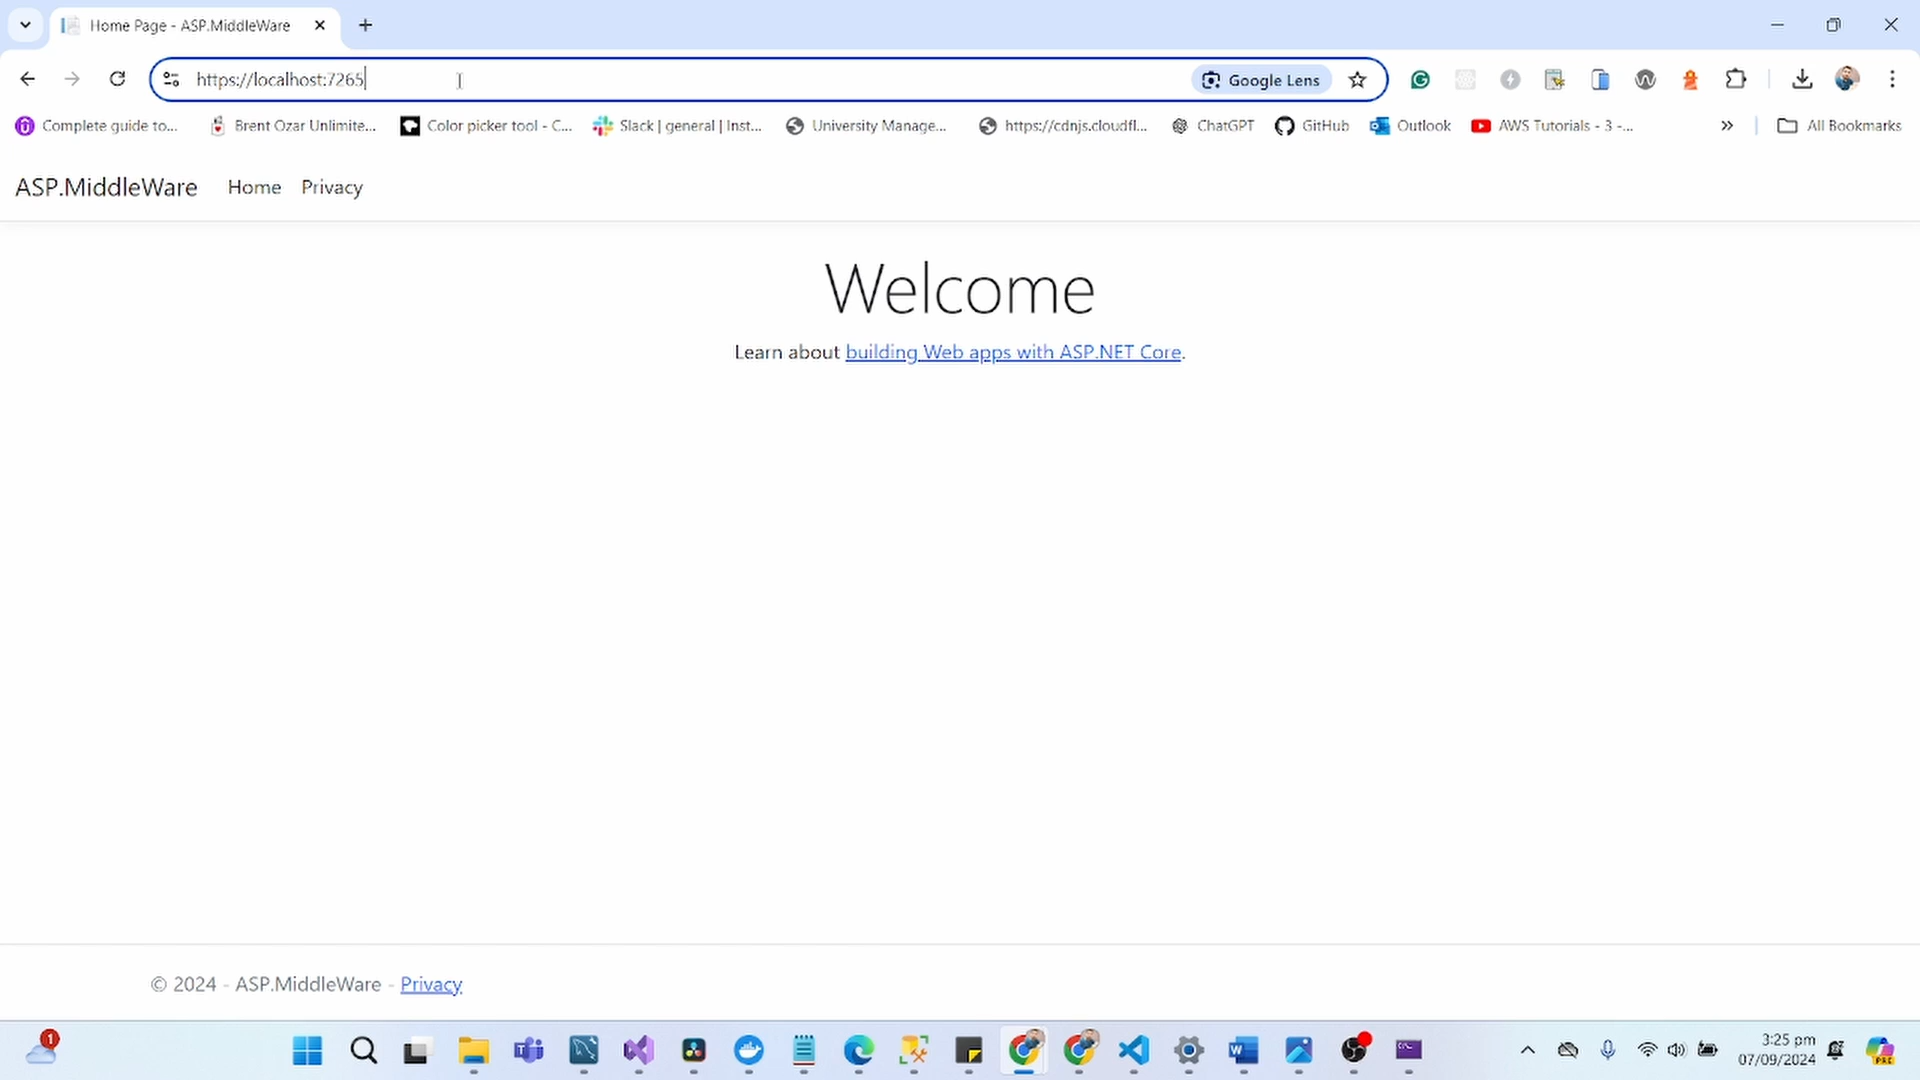 Home Page - ASP.MiddleWare
https://localhost:7265
Google Lens
Complete guide to...
Brent Ozar Unlimite...
Color picker tool - C...
Slack | general | Inst...
University Manage...
https://cdnjs.cloudfl...
ChatGPT
GitHub
Outlook
AWS Tutorials - 3 -...
All Bookmarks
ASP.MiddleWare
Home
Privacy
Welcome
Learn about building Web apps with ASP.NET Core.
© 2024 - ASP.MiddleWare - Privacy
1
3:25 pm
07/09/2024
PRE